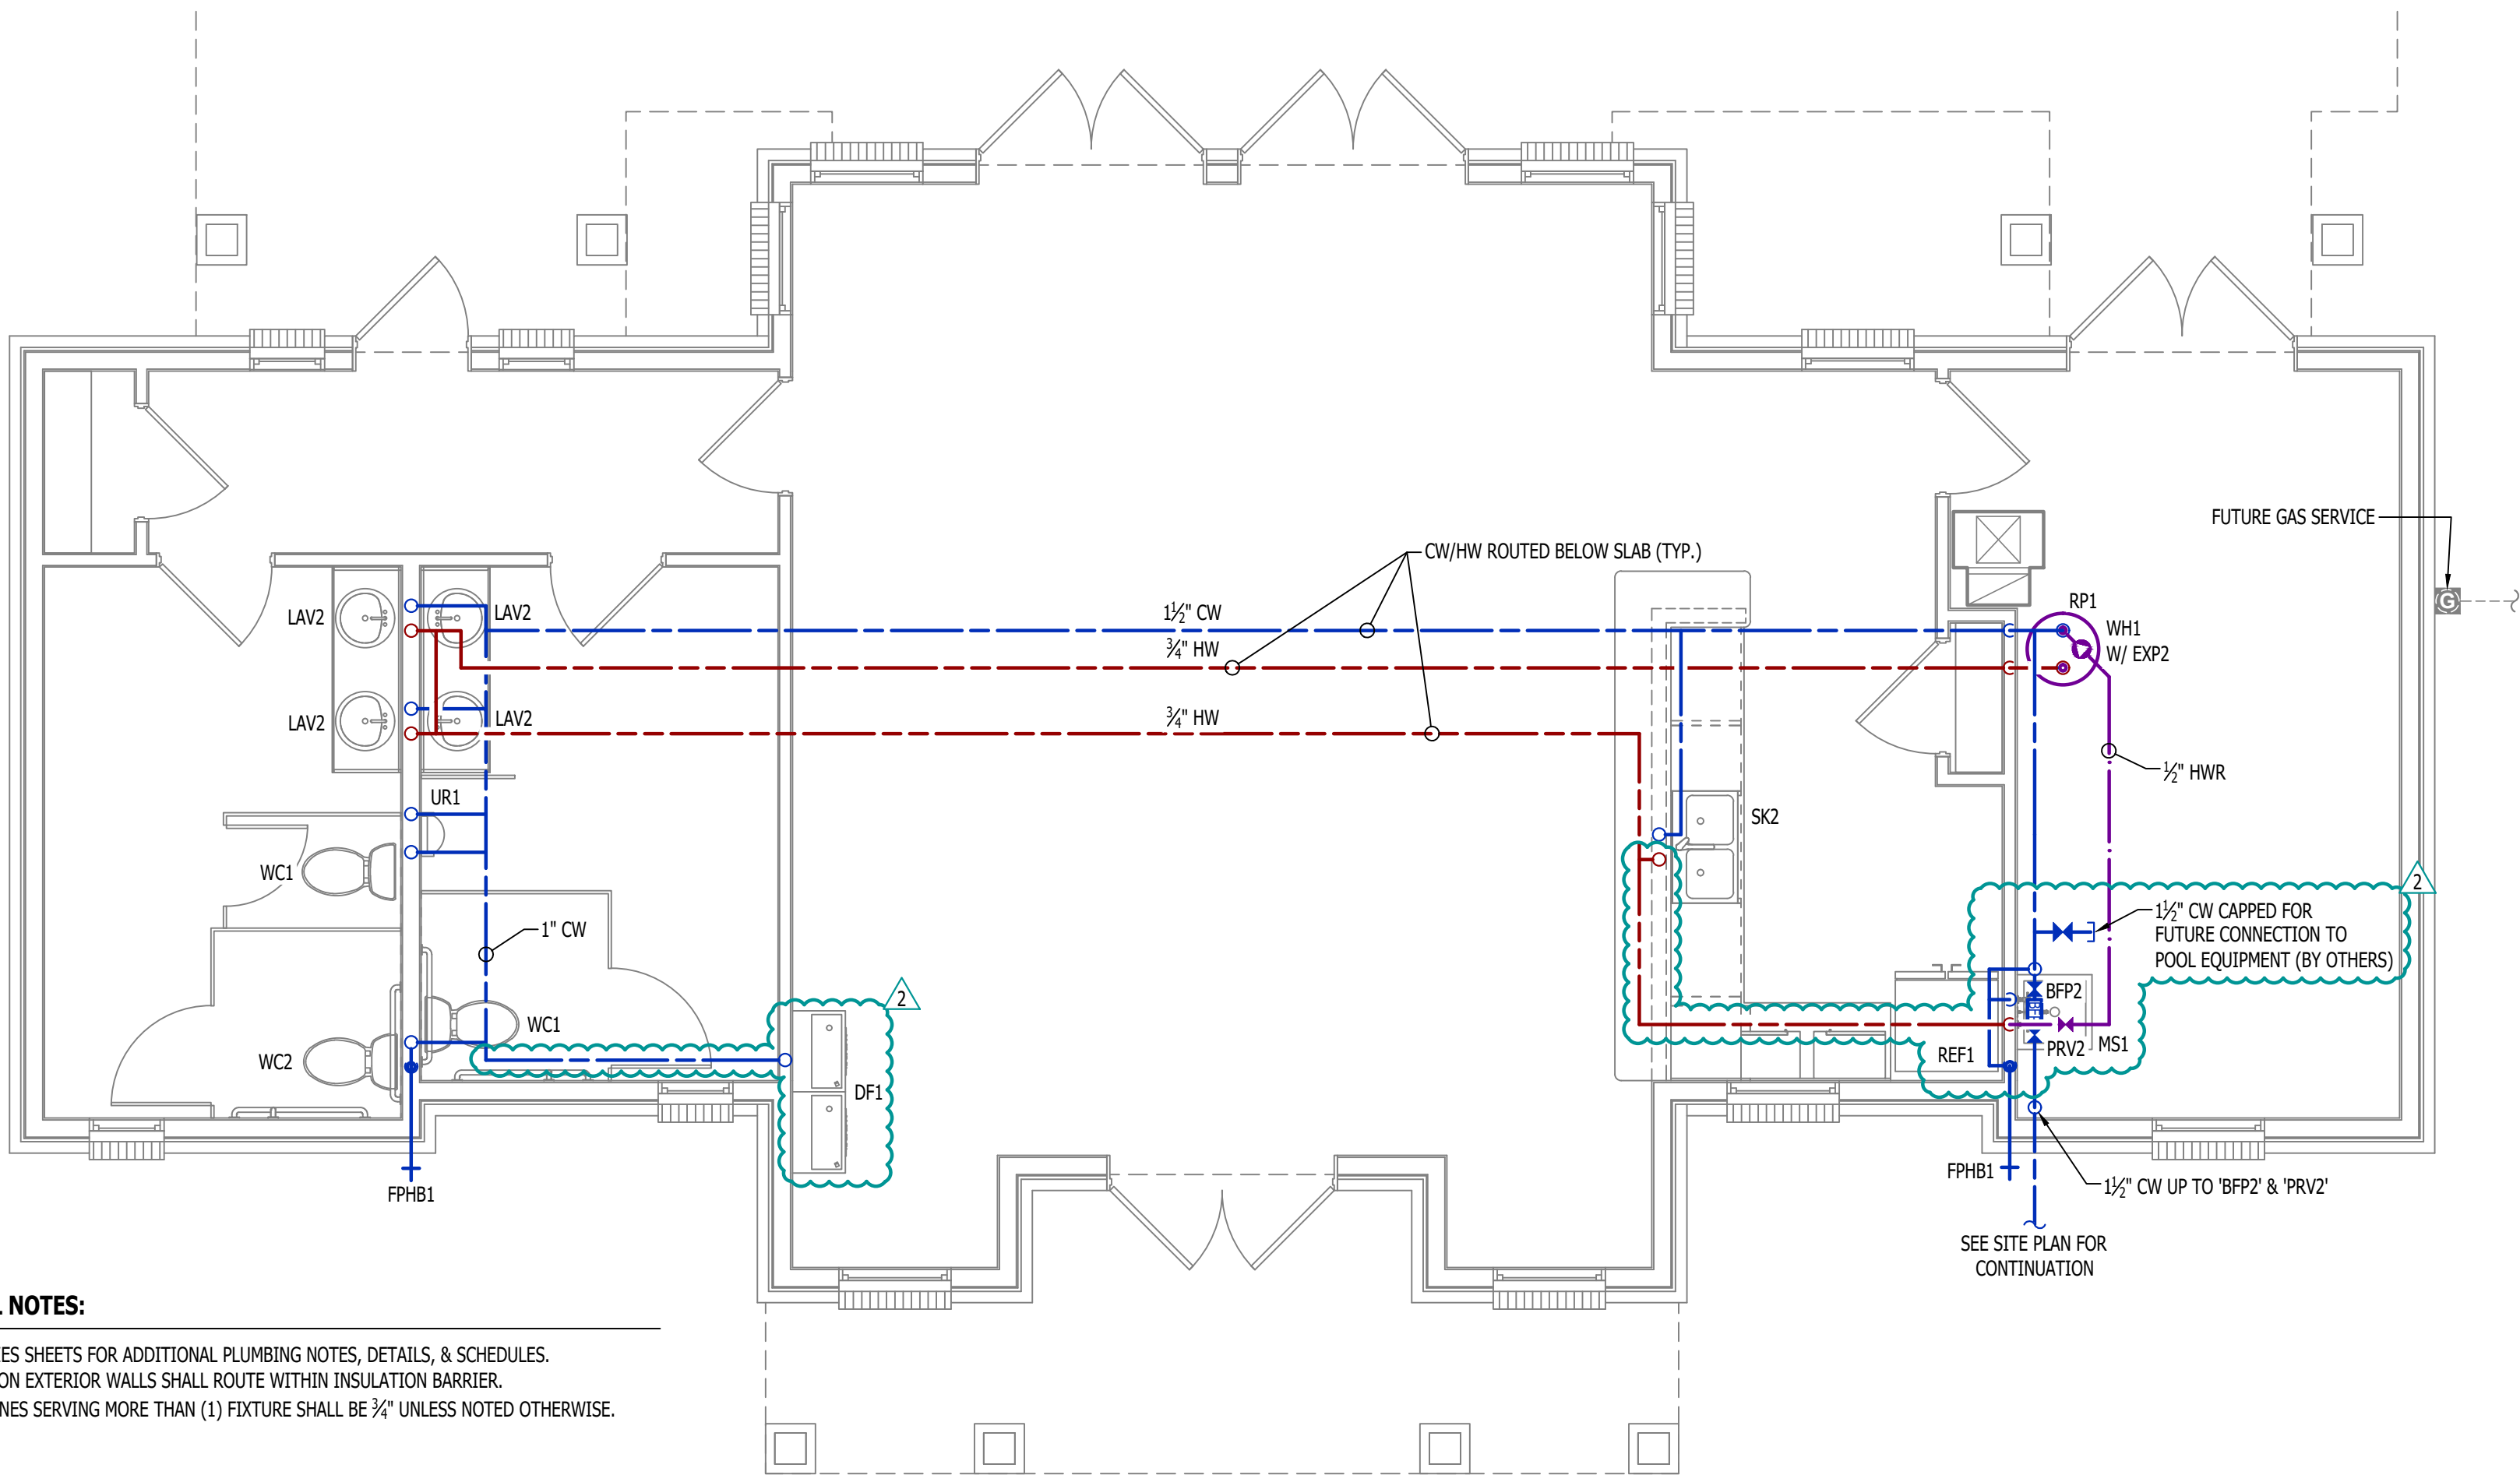 FUTURE GAS SERVICE
G
CW/HW ROUTED BELOW SLAB (TYP.)
RP1
WH1
W/ EXP2
LAV2
LAV2
1½" CW
¾" HW
LAV2
LAV2
¾" HW
½" HWR
UR1
SK2
WC1
2
1½" CW CAPPED FOR
FUTURE CONNECTION TO
POOL EQUIPMENT (BY OTHERS)
1" CW
2
BFP2
WC1
WC2
DF1
REF1
PRV2
MS1
FPHB1
FPHB1
1½" CW UP TO 'BFP2' & 'PRV2'
SEE SITE PLAN FOR
CONTINUATION
NOTES:
SHEETS FOR ADDITIONAL PLUMBING NOTES, DETAILS, & SCHEDULES.
ON EXTERIOR WALLS SHALL ROUTE WITHIN INSULATION BARRIER.
SERVING MORE THAN (1) FIXTURE SHALL BE ¾" UNLESS NOTED OTHERWISE.